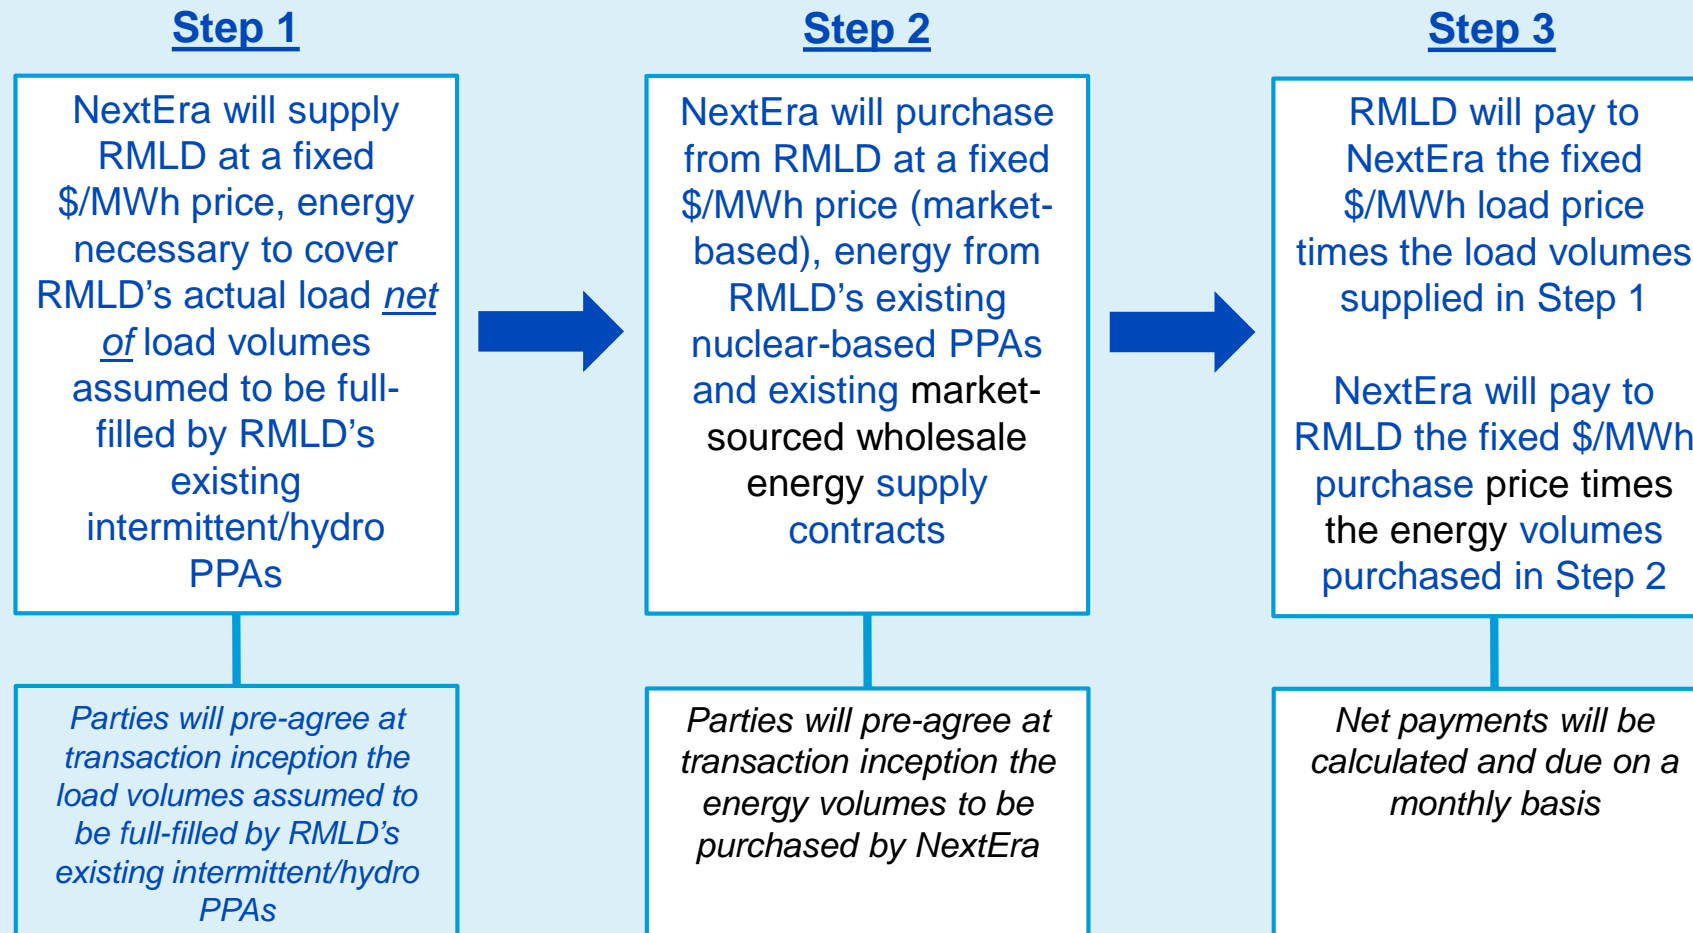 Step 1
NextEra will supply
RMLD at a fixed
$/MWh price, energy
necessary to cover
RMLD’s actual load net
of load volumes
assumed to be full-
filled by RMLD’s
existing
intermittent/hydro
PPAs
Parties will pre-agree at
transaction inception the
load volumes assumed to
be full-filled by RMLD’s
existing intermittent/hydro
PPAs
Step 2
NextEra will purchase
from RMLD at a fixed
$/MWh price (market-
based), energy from
RMLD’s existing
nuclear-based PPAs
and existing market-
sourced wholesale
energy supply
contracts
Parties will pre-agree at
transaction inception the
energy volumes to be
purchased by NextEra
Step 3
RMLD will pay to
NextEra the fixed
$/MWh load price
times the load volumes
supplied in Step 1
NextEra will pay to
RMLD the fixed $/MWh
purchase price times
the energy volumes
purchased in Step 2
Net payments will be
calculated and due on a
monthly basis